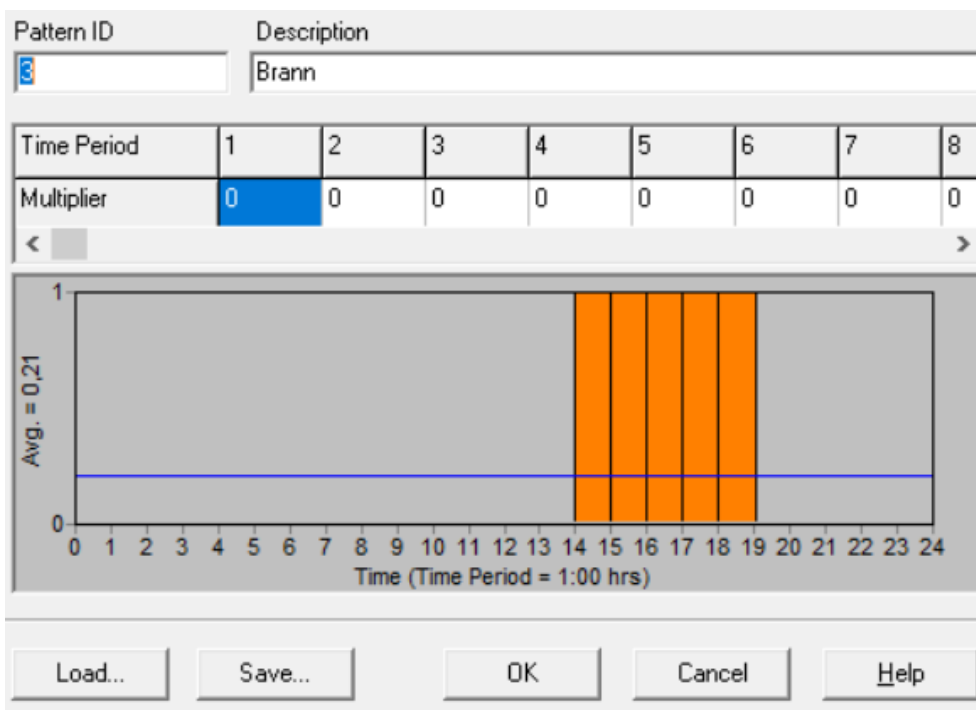 Pattern ID Description
3 Brann
Time Period 1 2 3 4 5 6 7 8
Multiplier 0 0 0 0 0 0 0 0
1
Avg. = 0,21
0
0 1 2 3 4 5 6 7 8 9 10 11 12 13 14 15 16 17 18 19 20 21 22 23 24
Time (Time Period = 1:00 hrs)
Load... Save... OK Cancel Help